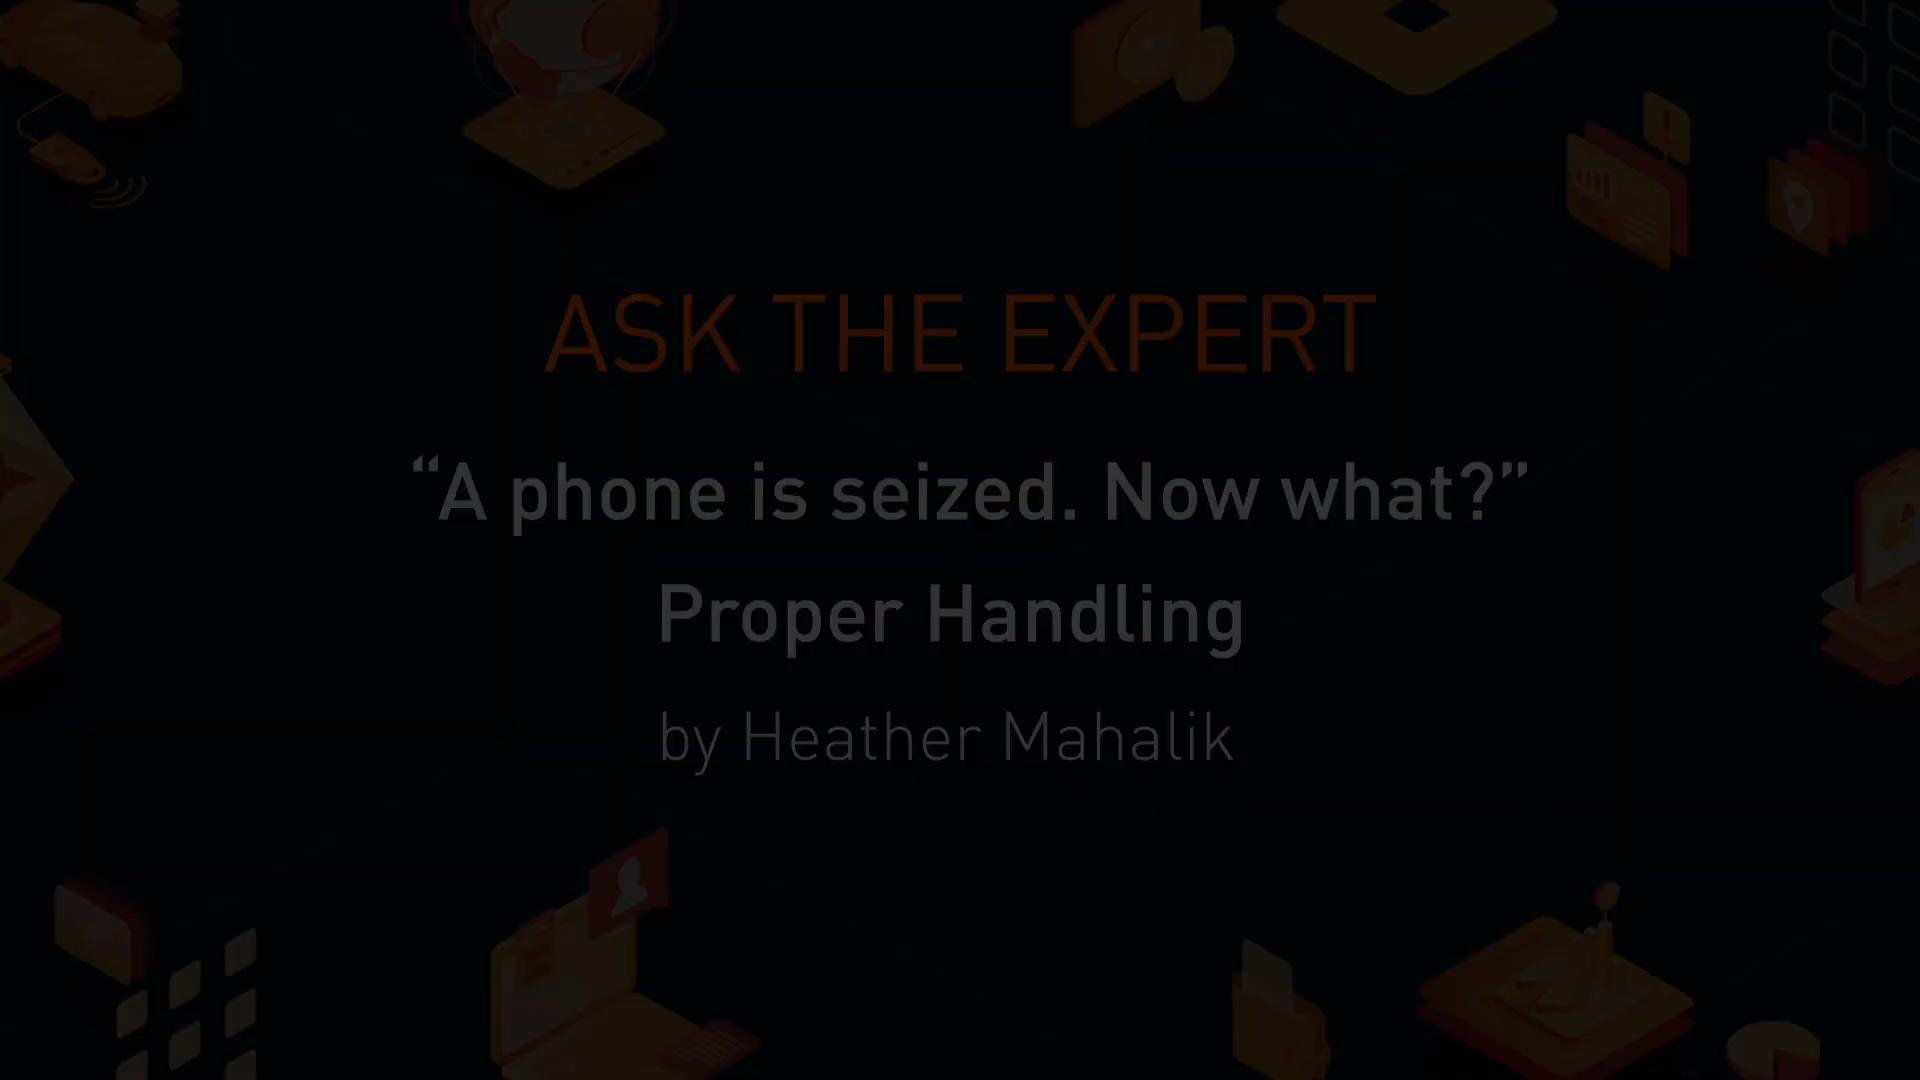 ASK THE EXPERT
“A phone is seized. Now what?”
Proper Handling
by Heather Mahalik